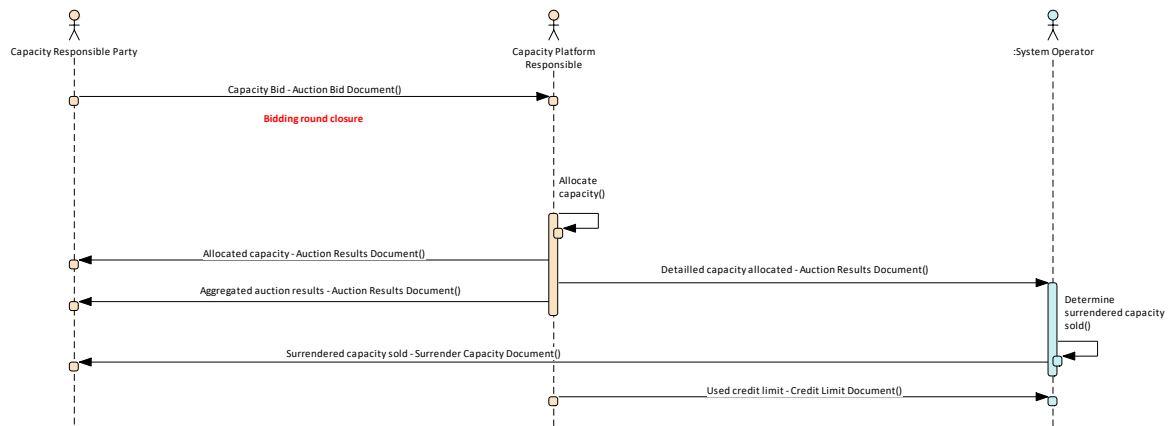 Capacity Responsible Party
Capacity Platform
Responsible
:System Operator
Capacity Bid - Auction Bid Document()
Bidding round closure
Allocate
capacity()
Allocated capacity - Auction Results Document()
Detailled capacity allocated - Auction Results Document()
Aggregated auction results - Auction Results Document()
Determine
surrendered capacity
sold()
Surrendered capacity sold - Surrender Capacity Document()
Used credit limit - Credit Limit Document()